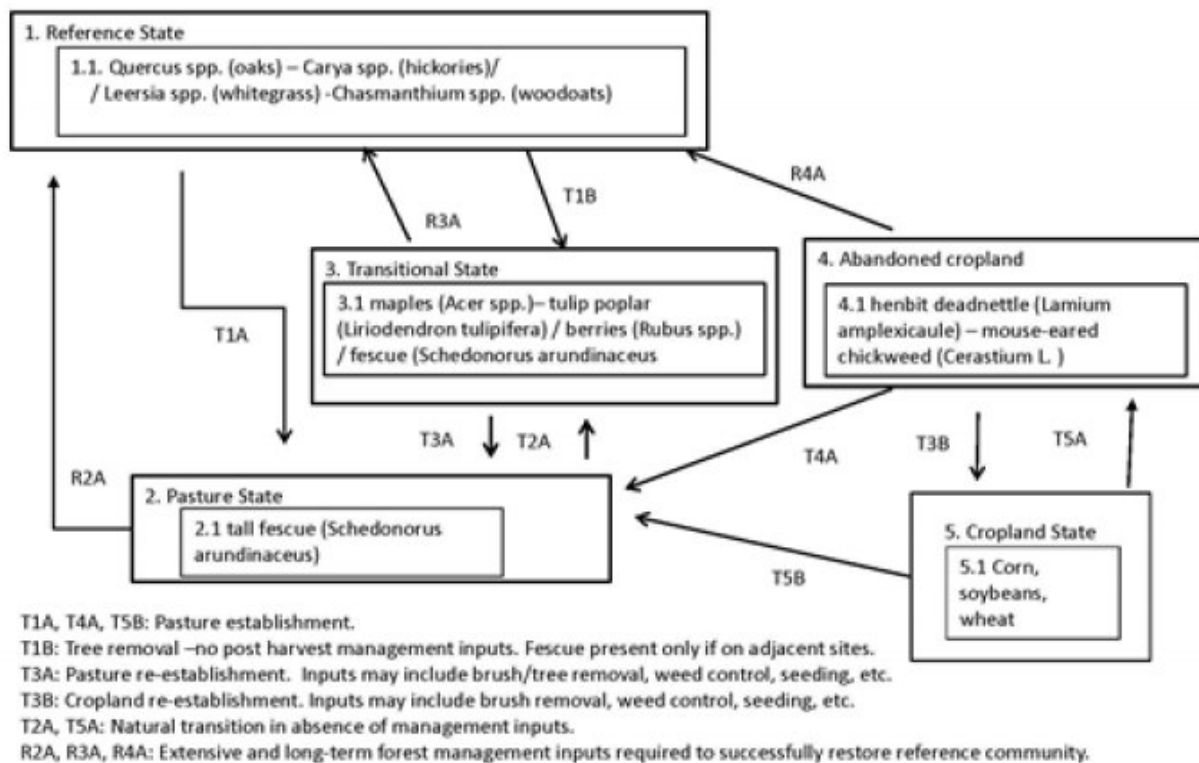 1. Reference State
1.1. Quercus spp. (oaks) – Carya spp. (hickories)/
/ Leersia spp. (whitegrass) -Chasmanthium spp. (woodoats)
R4A
T1B
R3A
3. Transitional State
3.1 maples (Acer spp.)– tulip poplar
(Liriodendron tulipifera) / berries (Rubus spp.)
/ fescue (Schedonorus arundinaceus
4. Abandoned cropland
4.1 henbit deadnettle (Lamium
amplexicaule) – mouse-eared
chickweed (Cerastium L. )
T1A
T3A
T2A
T4A
T3B
T5A
R2A
2. Pasture State
2.1 tall fescue (Schedonorus
arundinaceus)
T5B
5. Cropland State
5.1 Corn,
soybeans,
wheat
T1A, T4A, T5B: Pasture establishment.
T1B: Tree removal –no post harvest management inputs. Fescue present only if on adjacent sites.
T3A: Pasture re-establishment. Inputs may include brush/tree removal, weed control, seeding, etc.
T3B: Cropland re-establishment. Inputs may include brush removal, weed control, seeding, etc.
T2A, T5A: Natural transition in absence of management inputs.
R2A, R3A, R4A: Extensive and long-term forest management inputs required to successfully restore reference community.